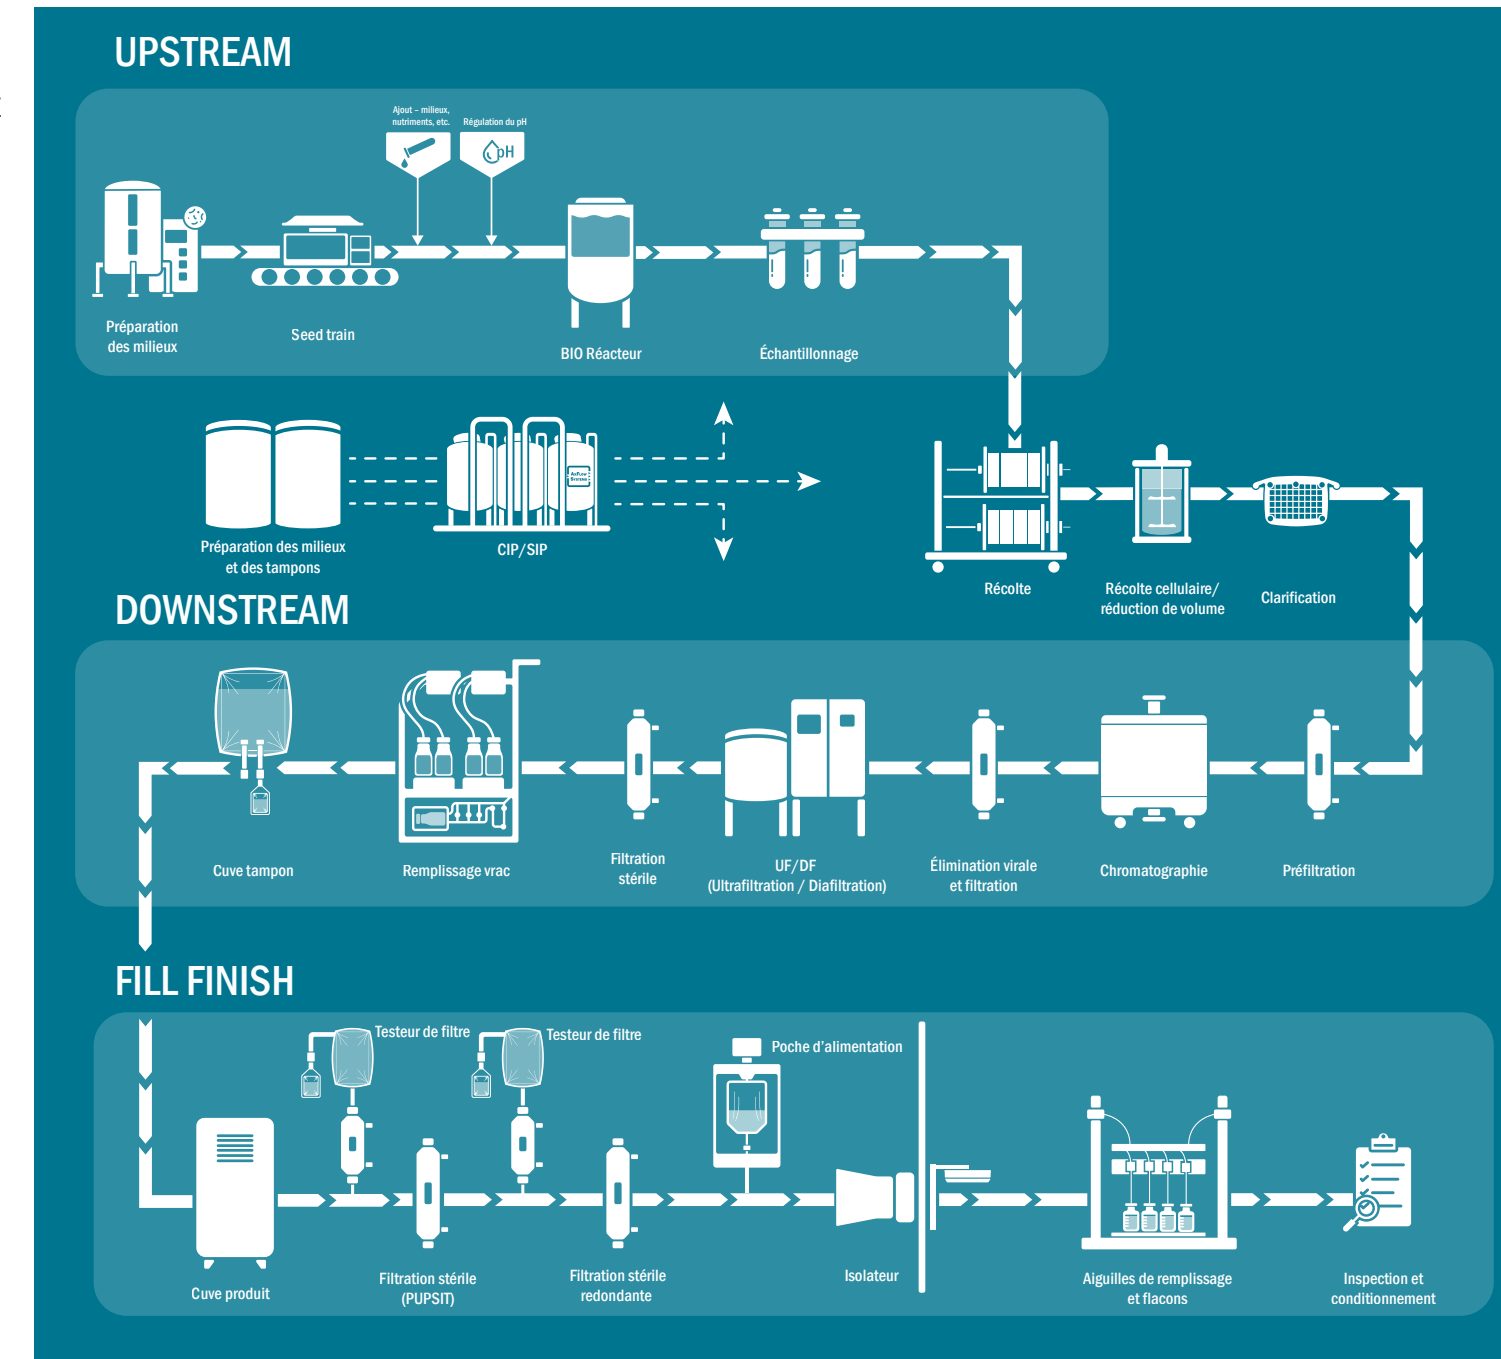 UPSTREAM
Ajout – milieux,
nutriments, etc.
Régulation du pH
pH
Préparation
des milieux
Seed train
BIO Réacteur
Échantillonnage
AxFlow
Systems
Préparation des milieux
et des tampons
CIP/SIP
Récolte
Récolte cellulaire/
réduction de volume
Clarification
DOWNSTREAM
Cuve tampon
Remplissage vrac
Filtration
stérile
UF/DF
(Ultrafiltration / Diafiltration)
Élimination virale
et filtration
Chromatographie
Préfiltration
FILL FINISH
Testeur de filtre
Testeur de filtre
Poche d'alimentation
Cuve produit
Filtration stérile
(PUPSIT)
Filtration stérile
redondante
Isolateur
Aiguilles de remplissage
et flacons
Inspection et
conditionnement